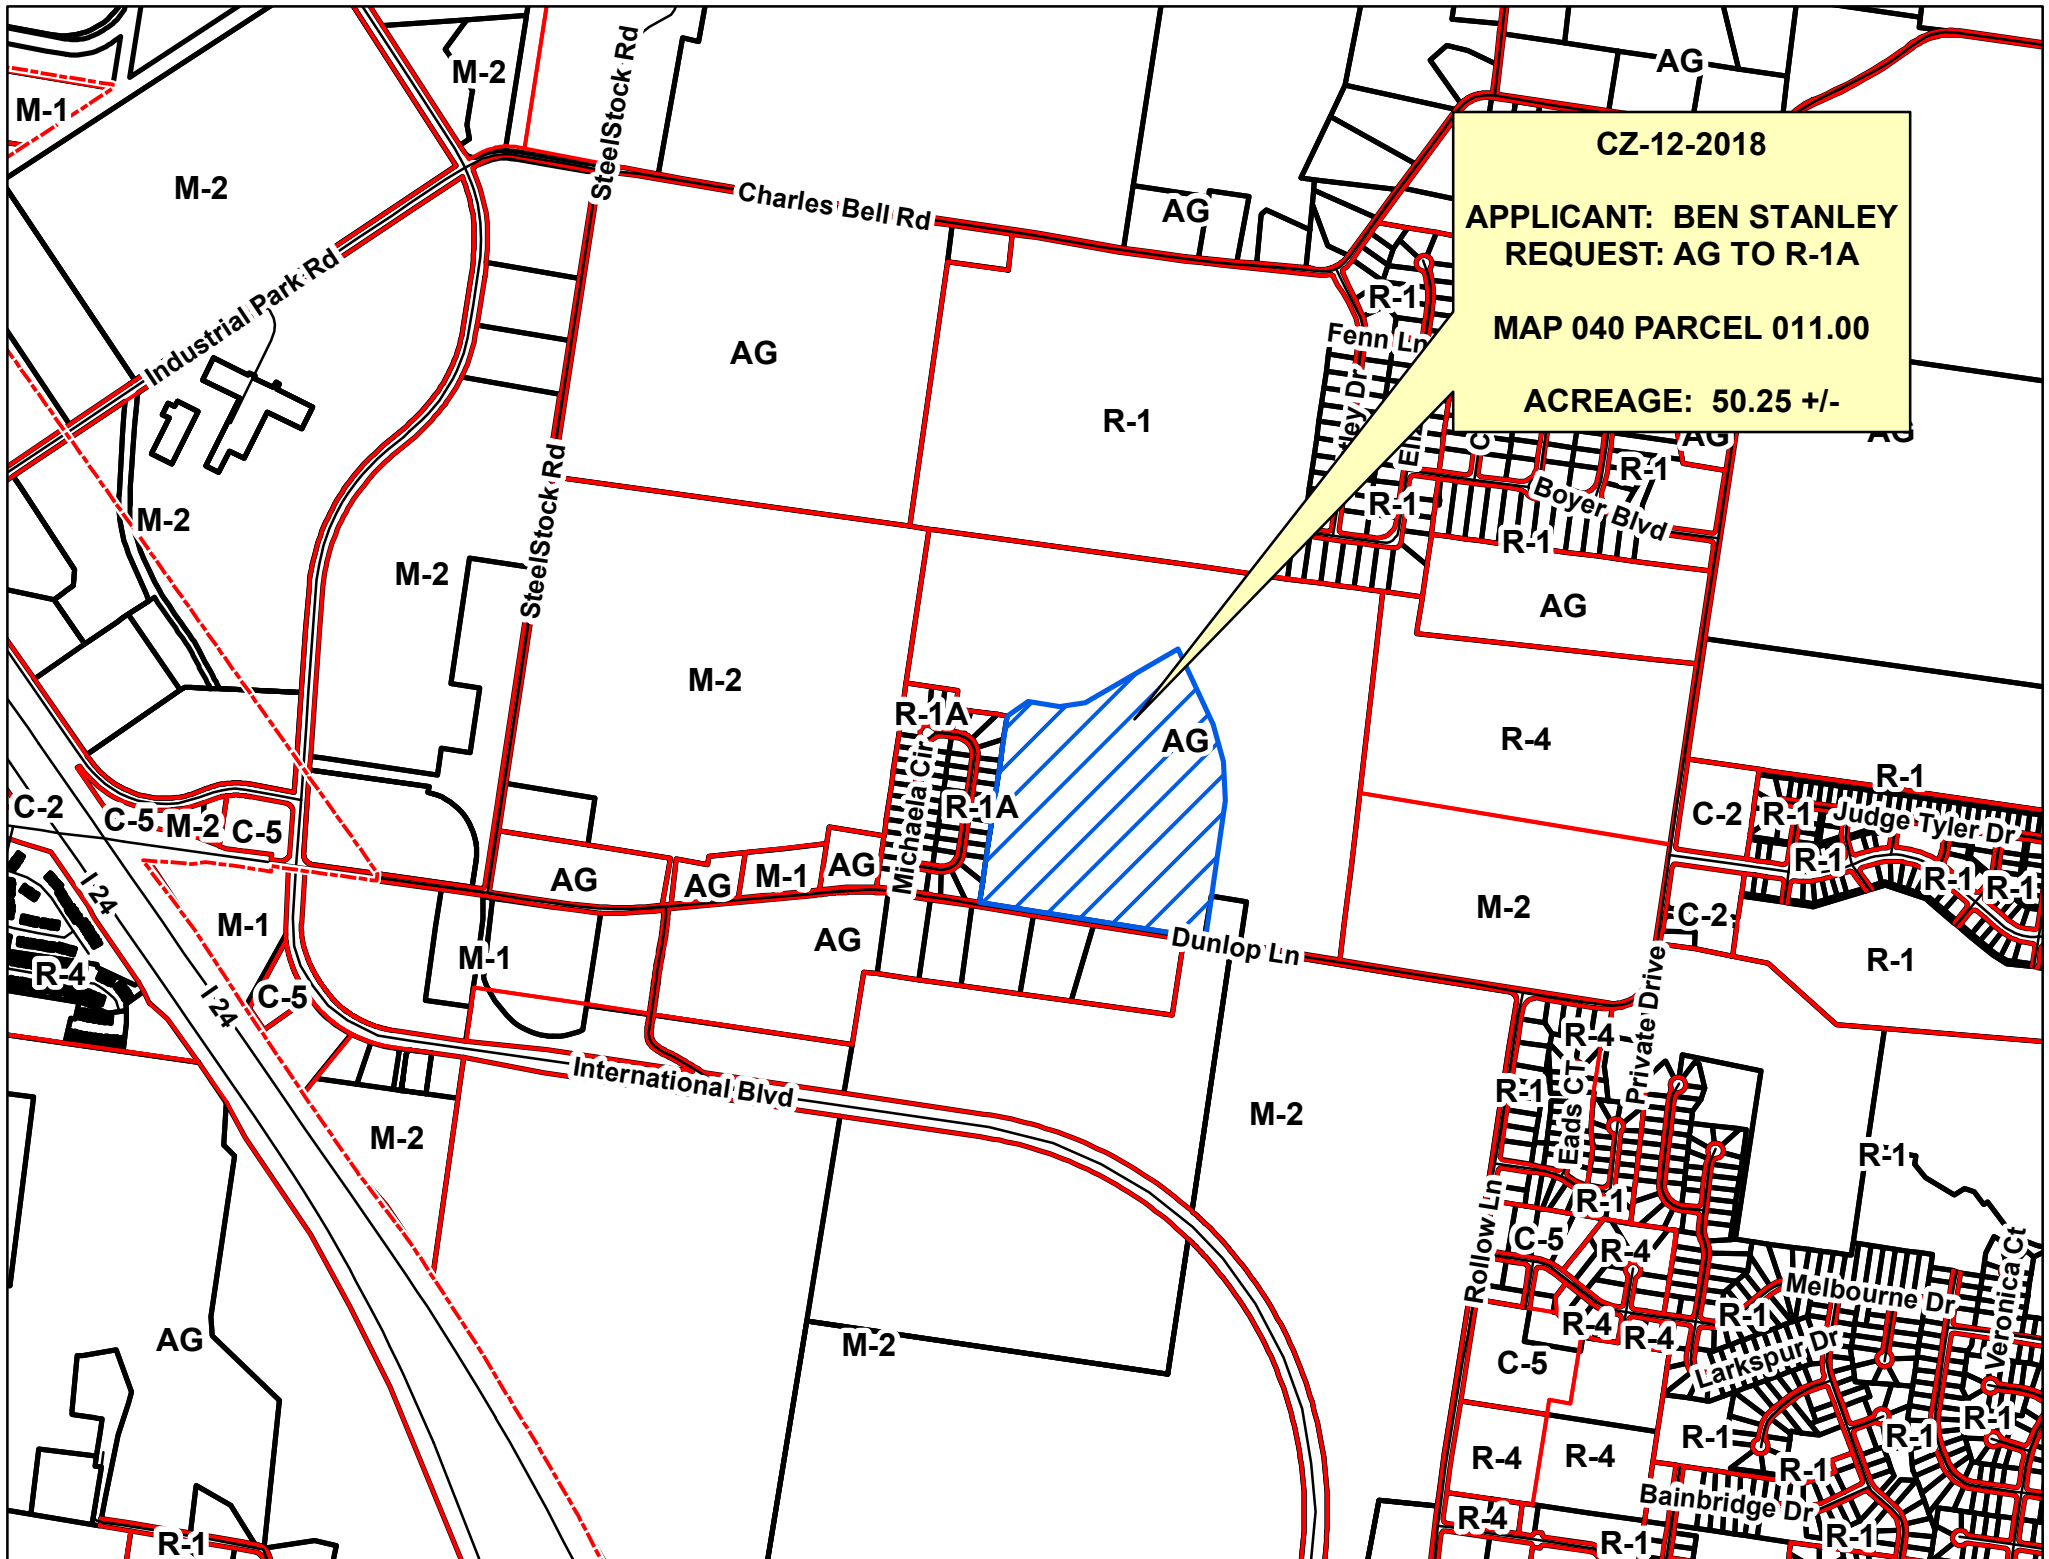 CZ-12-2018
APPLICANT:  BEN STANLEY
REQUEST: AG TO R-1A
MAP 040 PARCEL 011.00
ACREAGE:  50.25 +/-
M-2
AG
M-1
SteelStock Rd
M-2
Charles Bell Rd
AG
Industrial Park Rd
R-1
Fenn Ln
AG
R-1
AG
AG
R-1
R-1
Boyer Blvd
R-1
SteelStock Rd
M-2
M-2
AG
M-2
R-1A
AG
R-4
Michaela Cir
R-1A
R-1
C-2
C-5
M-2
C-5
C-2
R-1
Judge Tyler Dr
R-1
R-1
R-1
AG
AG
M-1
AG
M-2
C-2
I 24
M-1
AG
Dunlop Ln
M-1
R-1
R-4
C-5
I 24
Private Drive
R-4
International Blvd
R-1
Eads CT
M-2
M-2
R-1
R-1
Rollow Ln
C-5
R-4
Veronica Ct
Melbourne Dr
R-1
R-4
R-4
AG
M-2
C-5
Larkspur Dr
R-1
R-1
R-1
R-4
R-4
R-1
Bainbridge Dr
R-4
R-1
R-1
R-1